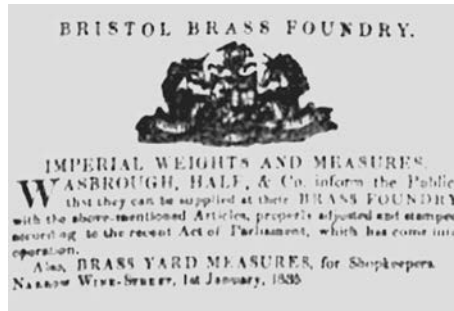 BRISTOL BRASS FOUNDRY.
IMPERIAL WEIGHTS AND MEASURES.
WASBROUGH, HALE, & Co. inform the Public
that they can be supplied at their BRASS FOUNDRY
with the above-mentioned Articles, properly adjusted and stamped
according to the recent Act of Parliament, which has come into
operation.
Also, BRASS YARD MEASURES, for Shopkeepers.
NARROW WINE-STREET, 1st January, 1835